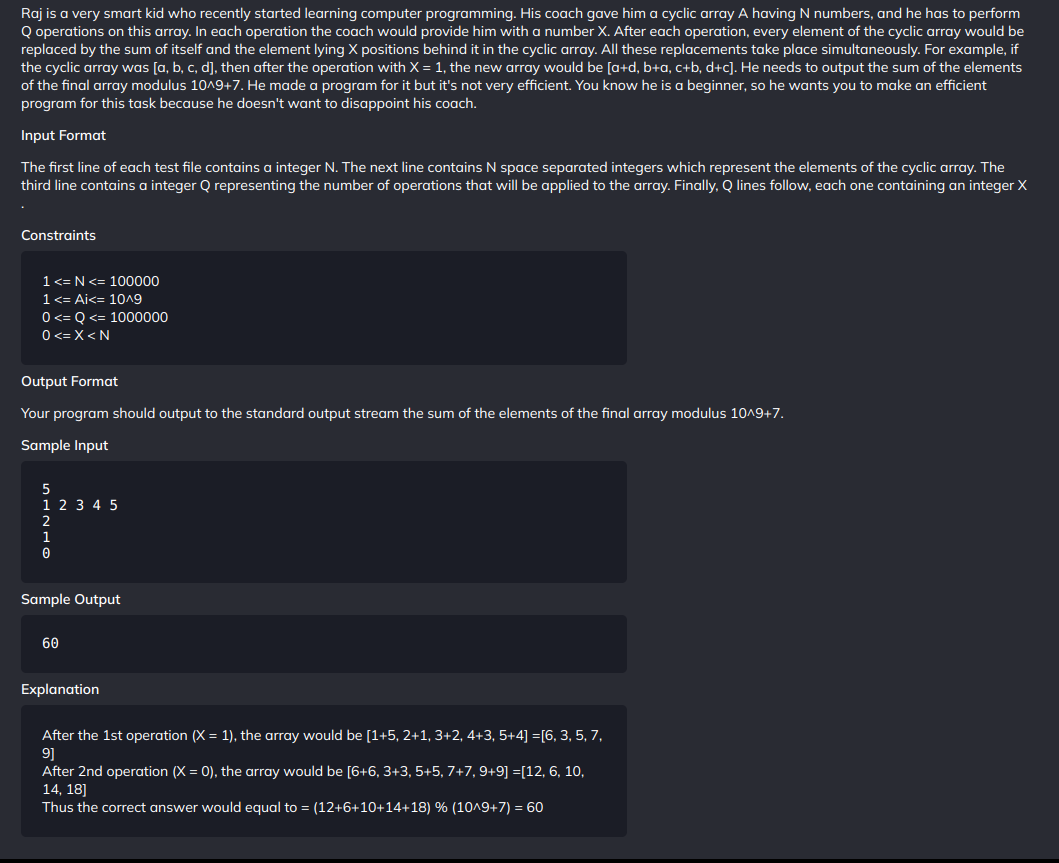 Raj is a very smart kid who recently started learning computer programming. His coach gave him a cyclic array A having N numbers, and he has to perform
Q operations on this array. In each operation the coach would provide him with a number X. After each operation, every element of the cyclic array would be
replaced by the sum of itself and the element lying X positions behind it in the cyclic array. All these replacements take place simultaneously. For example, if
the cyclic array was [a, b, c, d], then after the operation with X = 1, the new array would be [a+d, b+a, c+b, d+c]. He needs to output the sum of the elements
of the final array modulus 10^9+7. He made a program for it but it's not very efficient. You know he is a beginner, so he wants you to make an efficient
program for this task because he doesn't want to disappoint his coach.
Input Format
The first line of each test file contains a integer N. The next line contains N space separated integers which represent the elements of the cyclic array. The
third line contains a integer Q representing the number of operations that will be applied to the array. Finally, Q lines follow, each one containing an integer X
.
Constraints
1 <= N <= 100000
1 <= Ai<= 10^9
0 <= Q <= 1000000
0 <= X < N
Output Format
Your program should output to the standard output stream the sum of the elements of the final array modulus 10^9+7.
Sample Input
5
1 2 3 4 5
2
1
0
Sample Output
60
Explanation
After the 1st operation (X = 1), the array would be [1+5, 2+1, 3+2, 4+3, 5+4] =[6, 3, 5, 7,
9]
After 2nd operation (X = 0), the array would be [6+6, 3+3, 5+5, 7+7, 9+9] =[12, 6, 10,
14, 18]
Thus the correct answer would equal to = (12+6+10+14+18) % (10^9+7) = 60